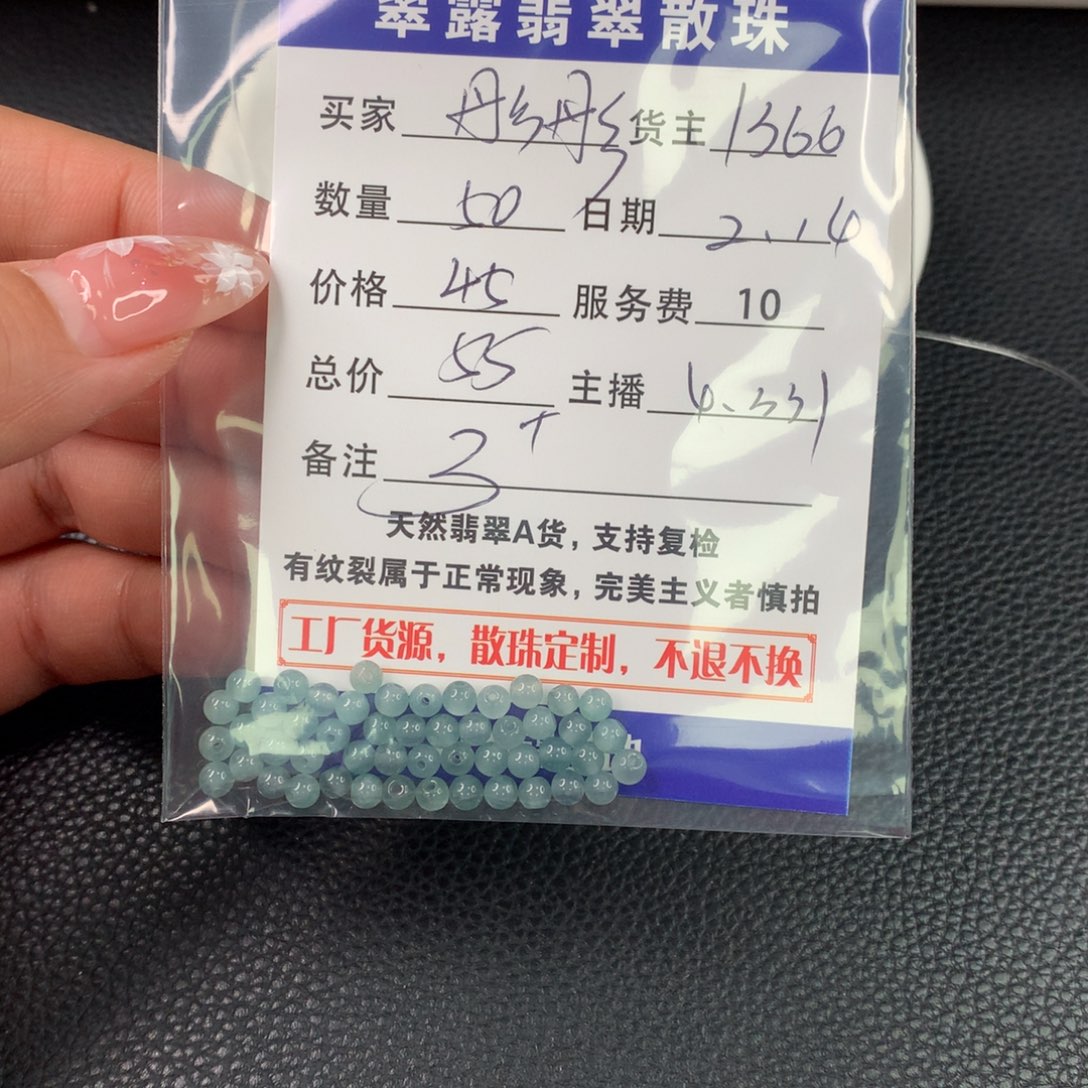 翠露翡翠散珠
买家 彤彤 货主 1366
数量 50 日期 2.14
价格 45 服务费 10
总价 55 主播
备注 3+
天然翡翠A货，支持复检
有纹裂属于正常现象，完美主义者慎拍
工厂货源，散珠定制，不退不换